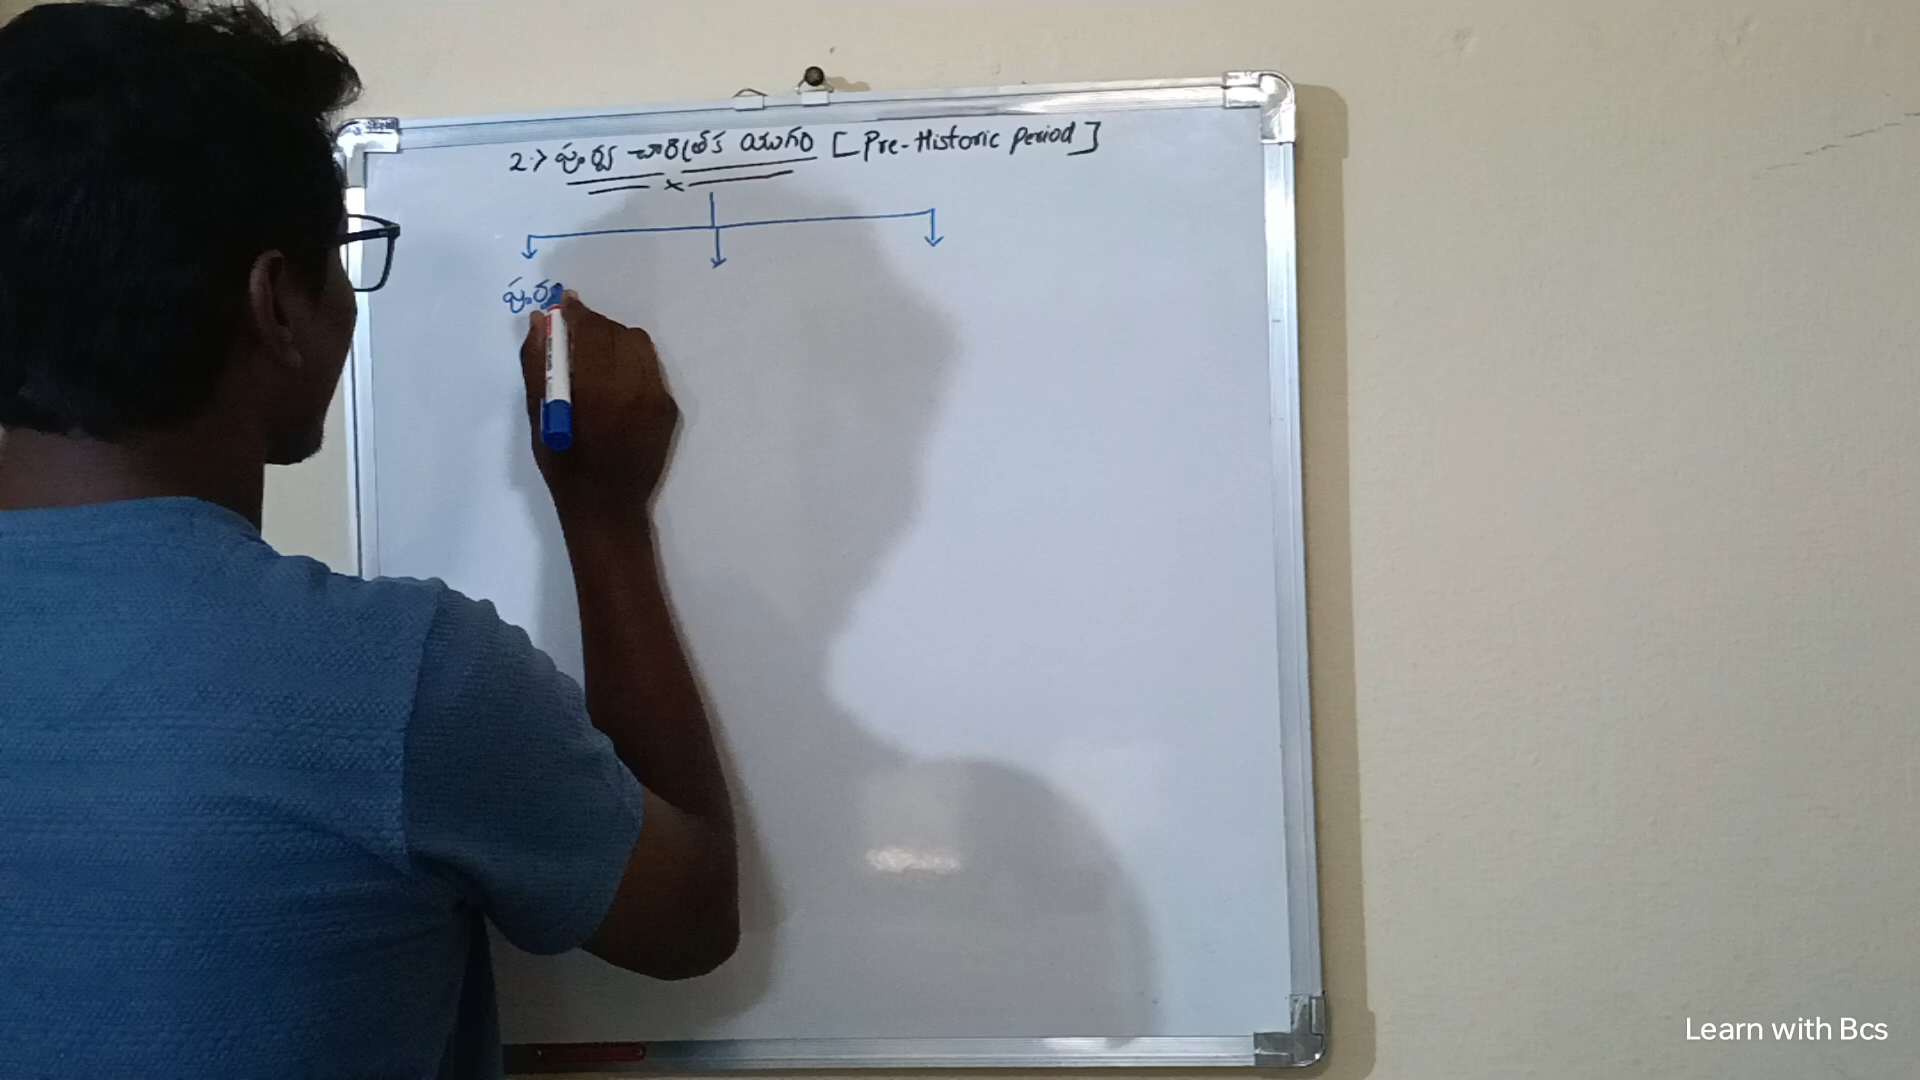 2.> పూర్వ చారిత్రక యుగం [Pre-Historic Period]
పూర్వ
Learn with Bcs